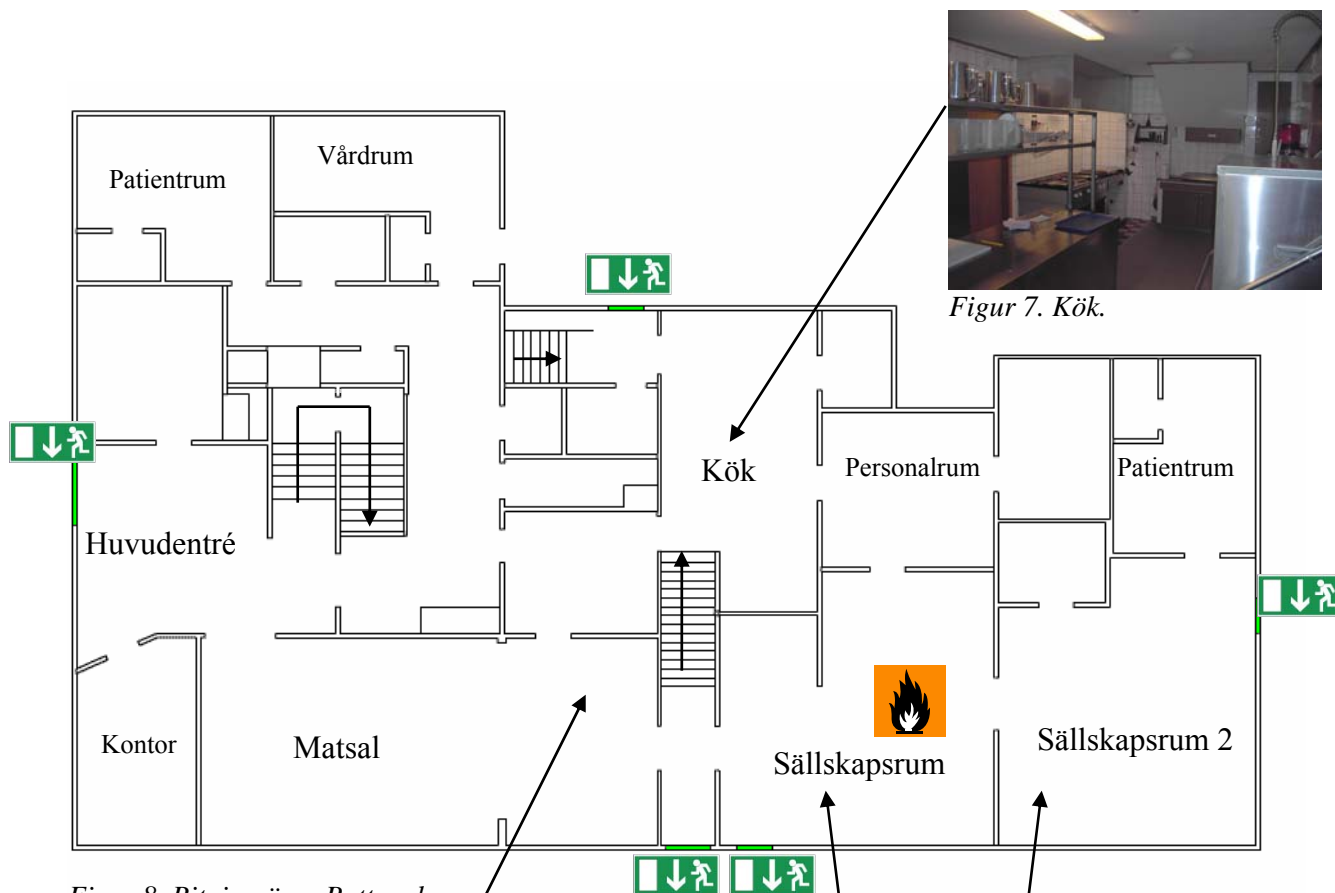 Figur 7. Kök.
Vårdrum
Patientrum
Kök
Personalrum
Patientrum
Huvudentré
Kontor
Matsal
Sällskapsrum
Sällskapsrum 2